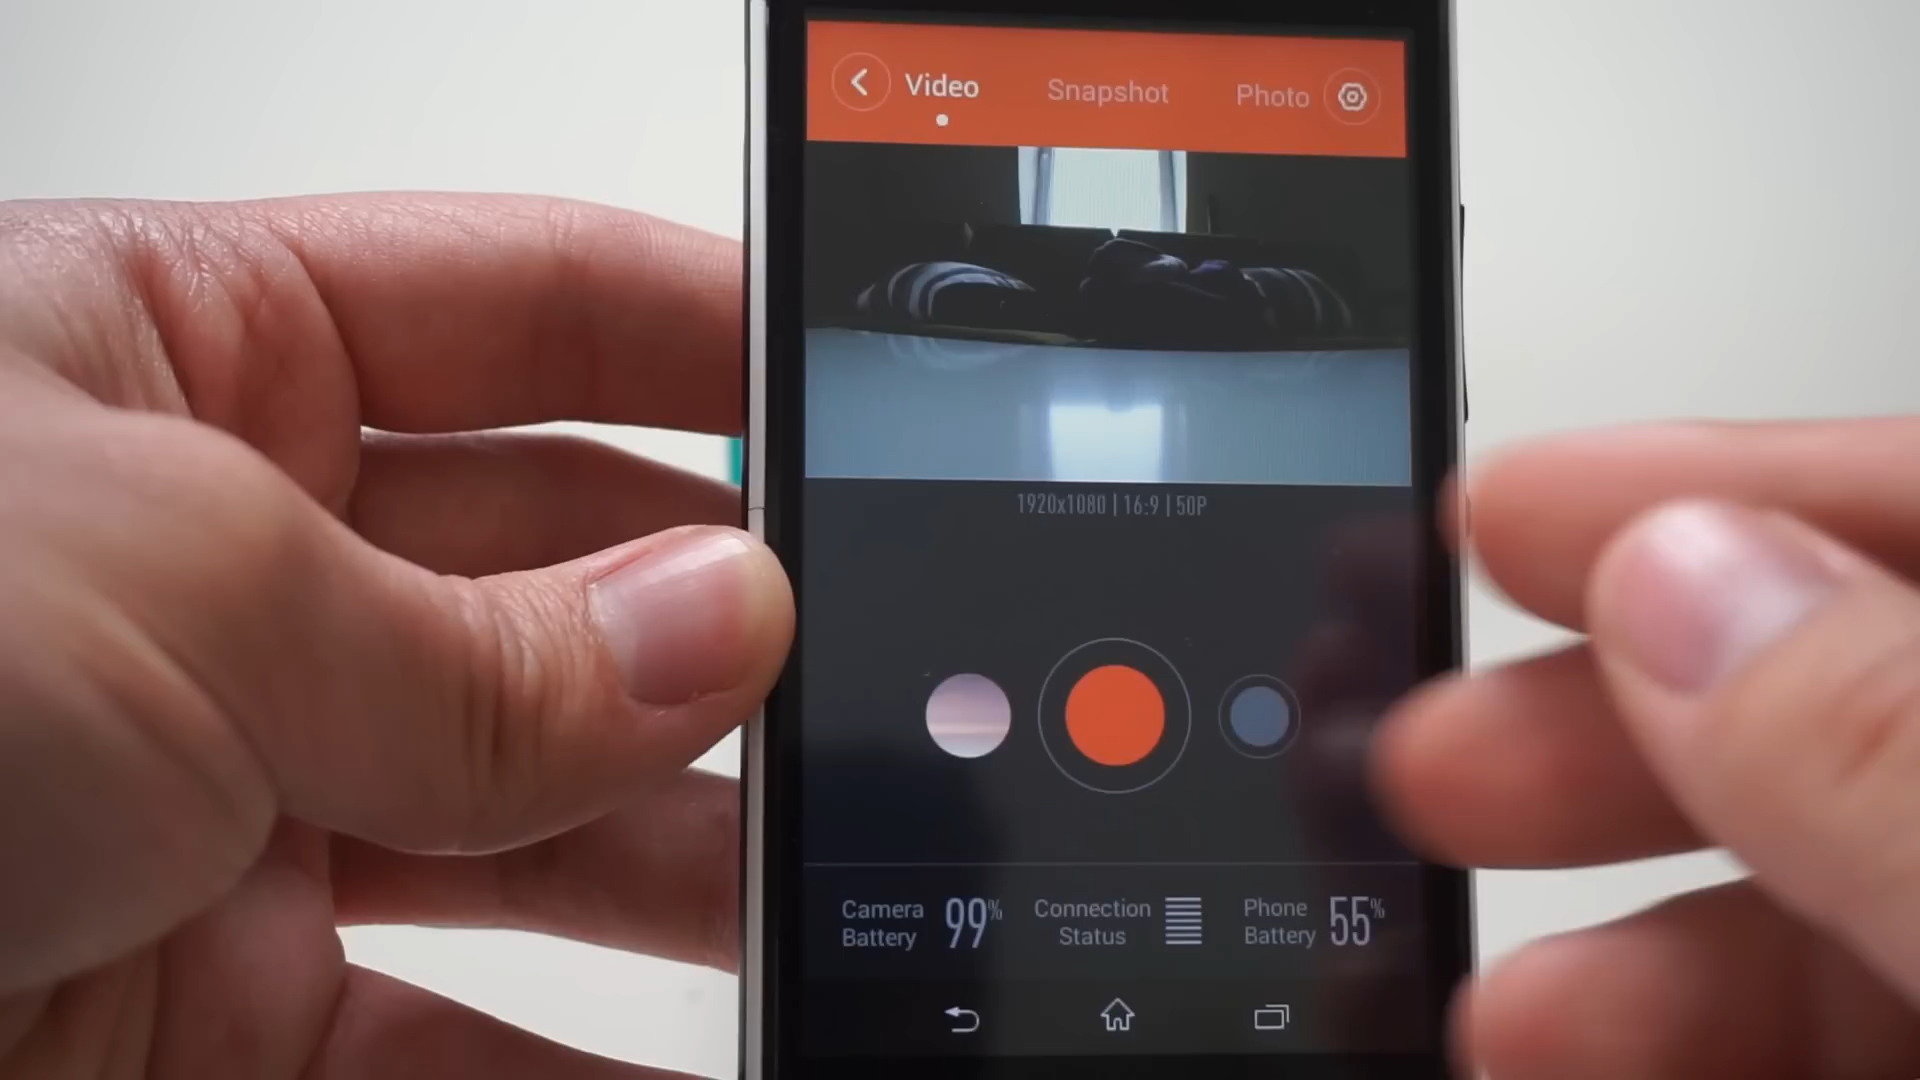 Video Snapshot Photo
1920x1080 | 16:9 | 50P
Camera Battery 99%
Connection Status
Phone Battery 55%